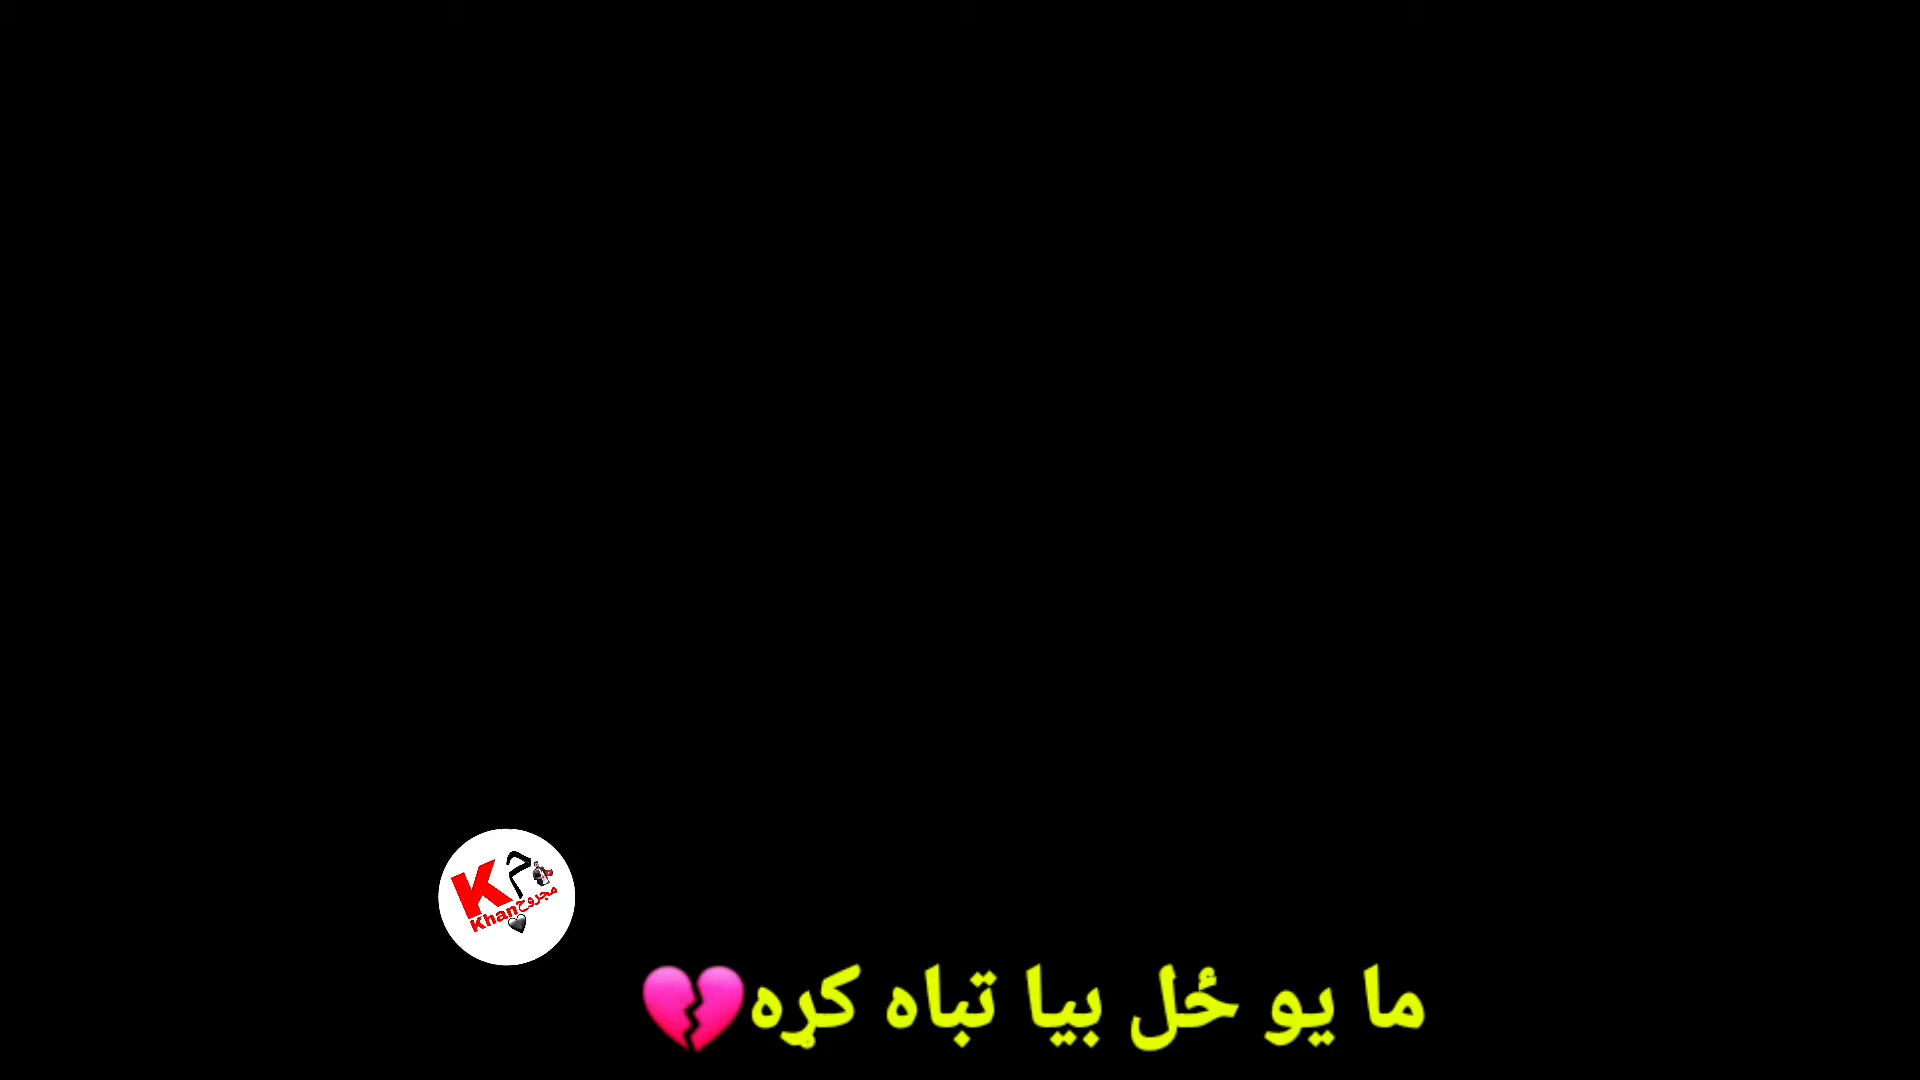 K م
Khan مجروح
ما یو ځل بیا تباه کړه💔